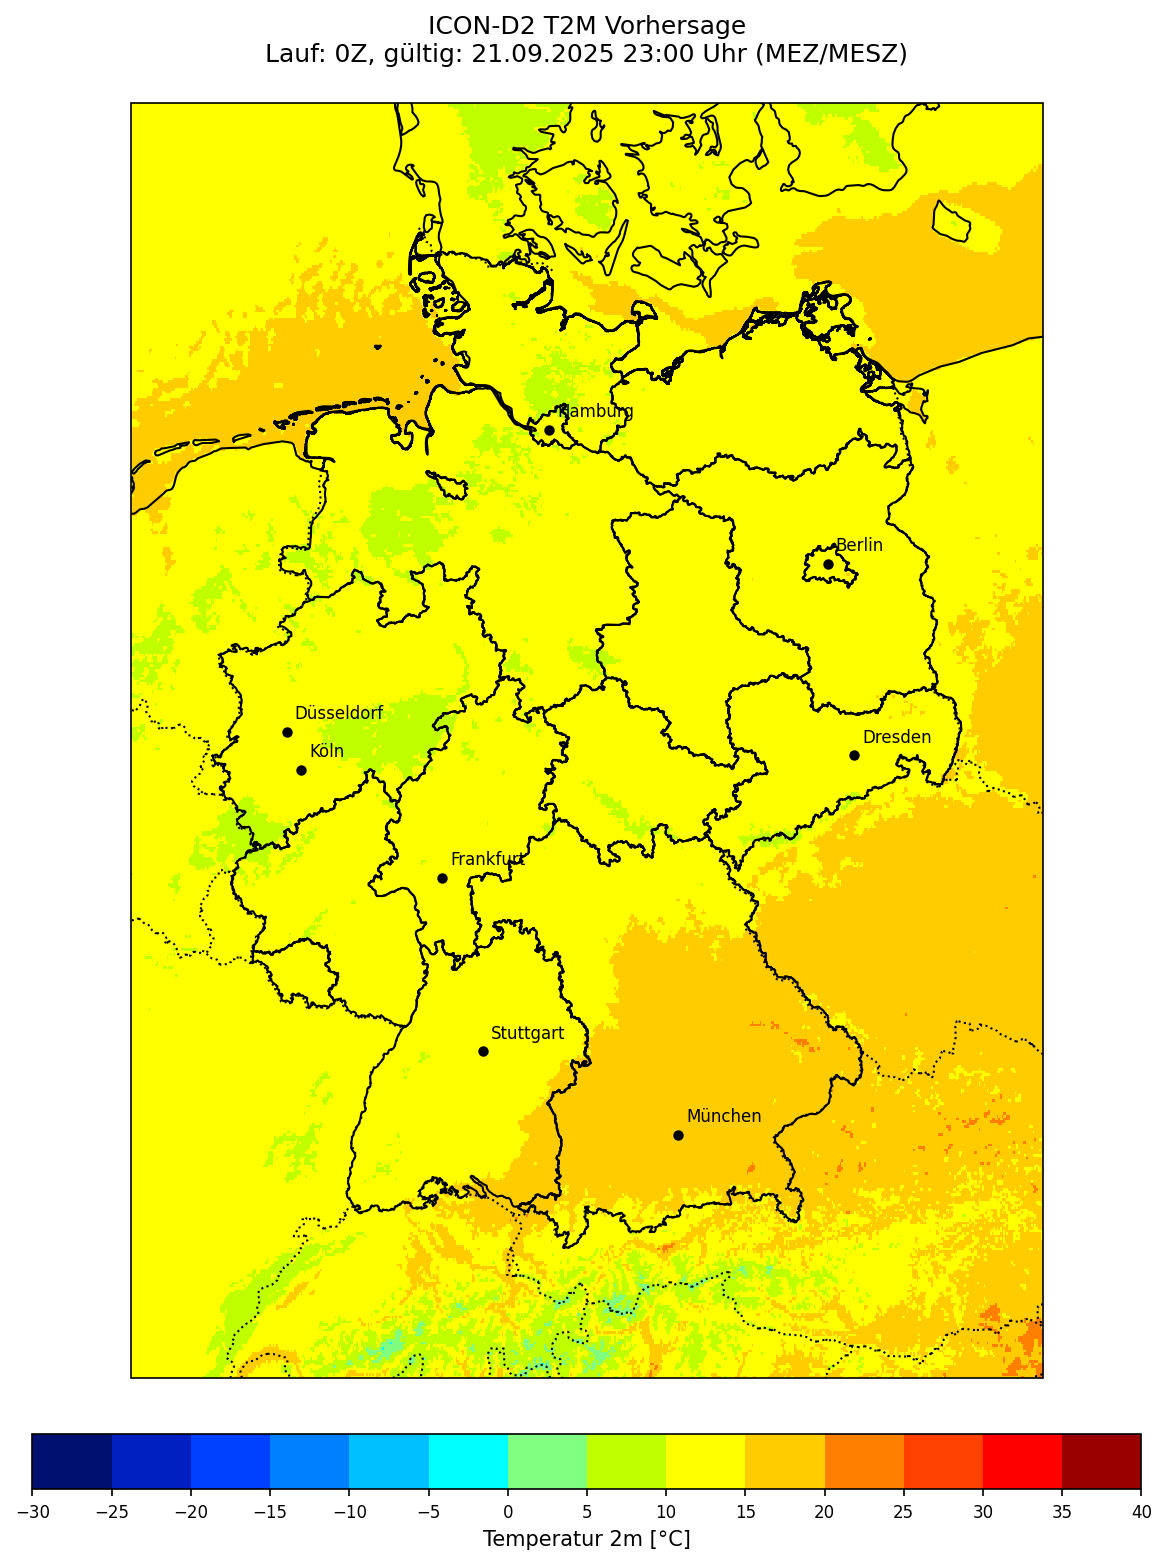 ICON-D2 T2M Vorhersage
Lauf: 0Z, gültig: 21.09.2025 23:00 Uhr (MEZ/MESZ)
Hamburg
Berlin
Düsseldorf
Dresden
Köln
Frankfurt
Stuttgart
München
−30 −25 −20 −15 −10 −5 0 5 10 15 20 25 30 35 40
Temperatur 2m [°C]